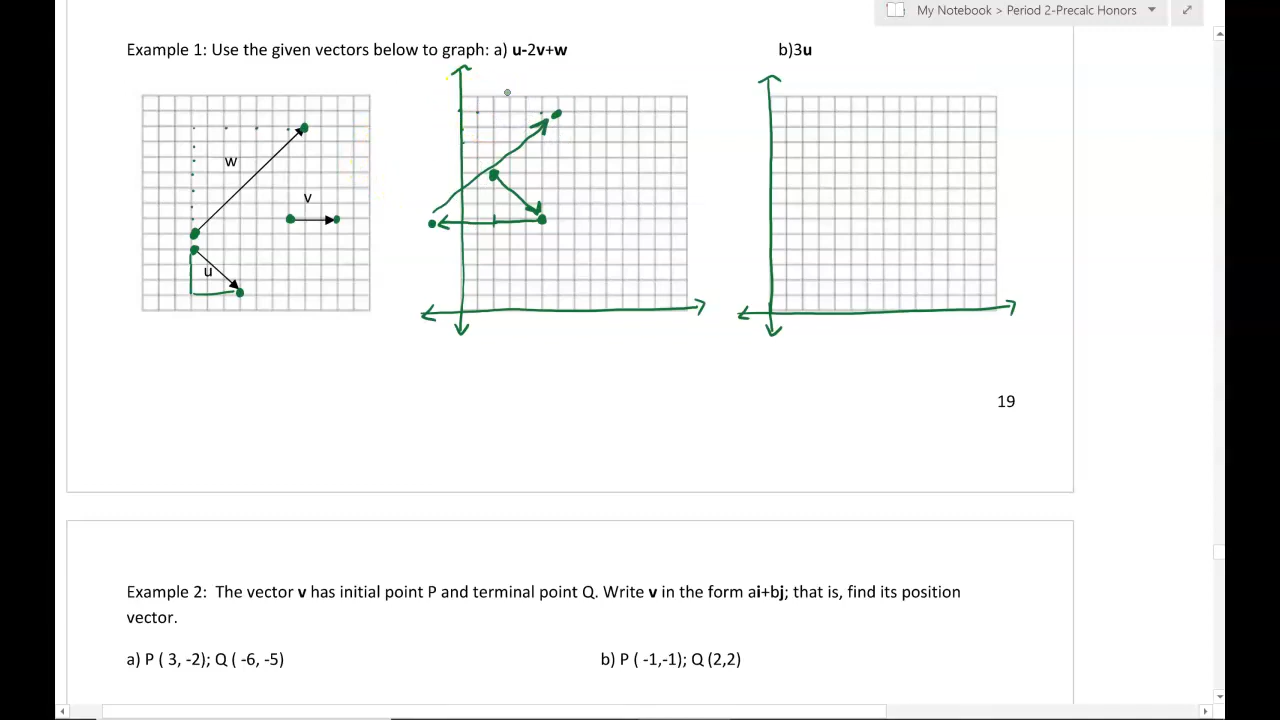 My Notebook > Period 2-Precalc Honors
Example 1: Use the given vectors below to graph: a) u-2v+w b)3u
w
v
u
19
Example 2: The vector v has initial point P and terminal point Q. Write v in the form ai+bj; that is, find its position
vector.
a) P ( 3, -2); Q ( -6, -5) b) P ( -1,-1); Q (2,2)